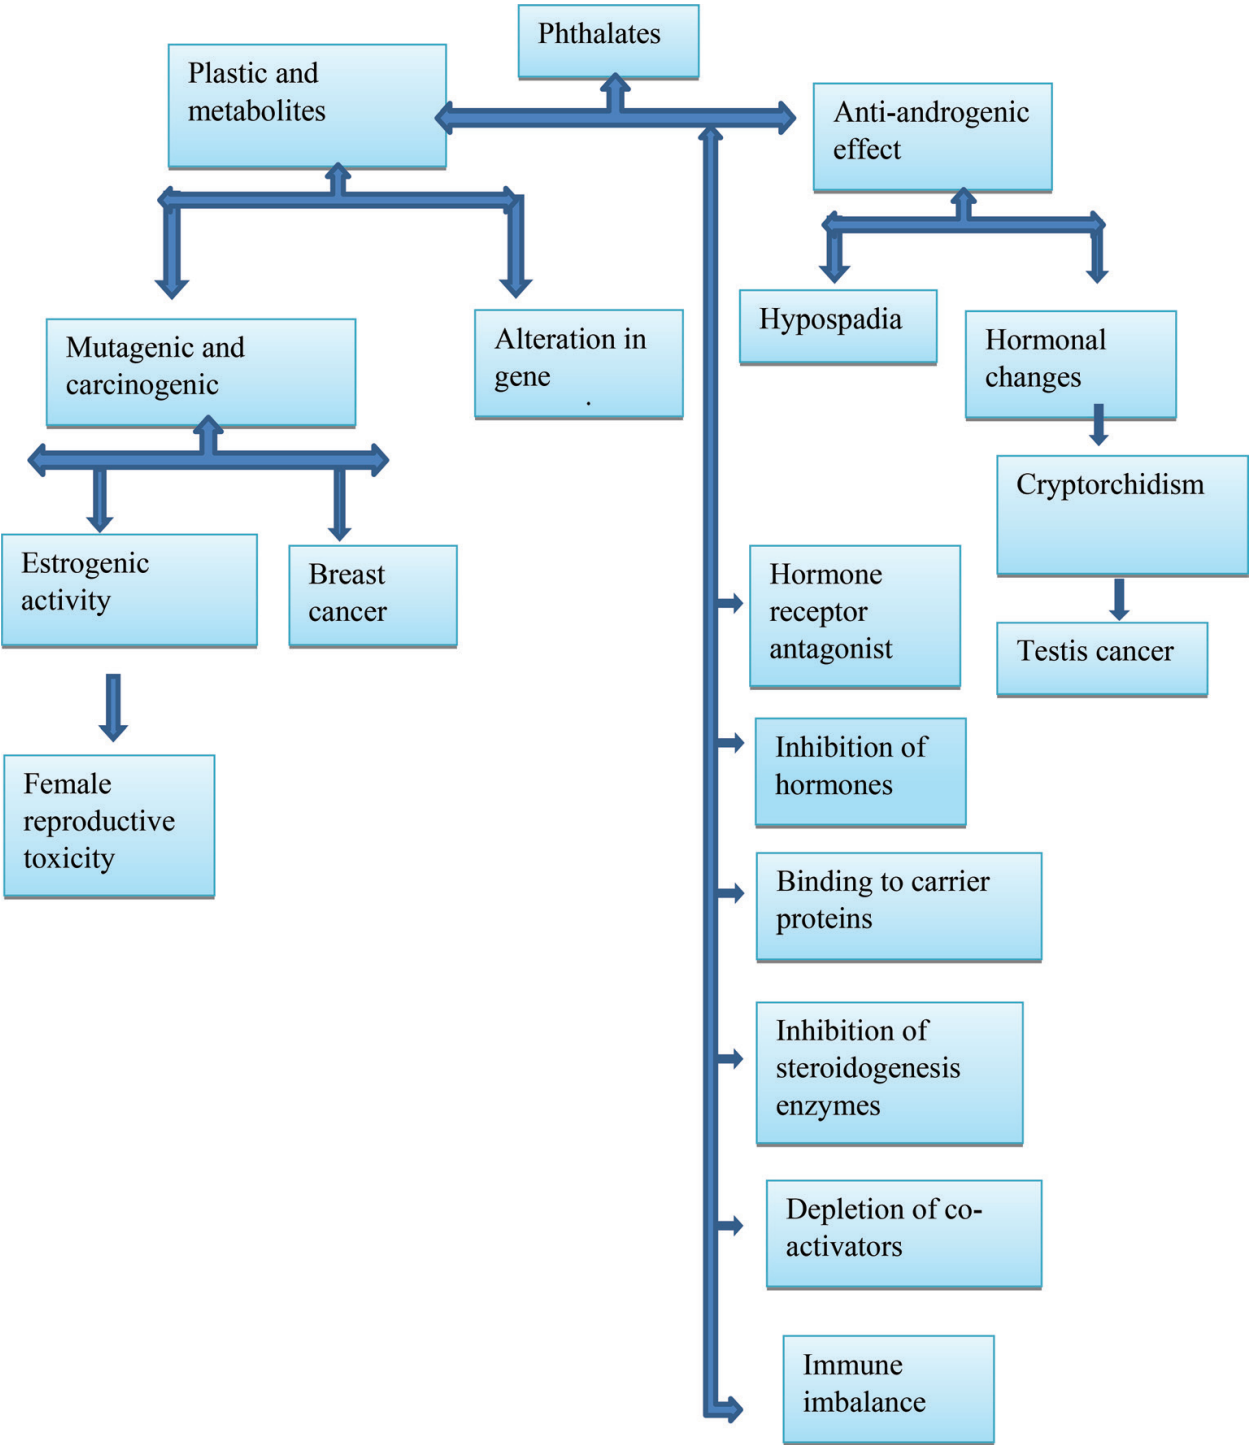 Phthalates
Plastic and
metabolites
Anti-androgenic
effect
Mutagenic and
carcinogenic
Alteration in
gene
.
Hypospadia
Hormonal
changes
Cryptorchidism
Testis cancer
Estrogenic
activity
Breast
cancer
Female
reproductive
toxicity
Hormone
receptor
antagonist
Inhibition of
hormones
Binding to carrier
proteins
Inhibition of
steroidogenesis
enzymes
Depletion of co-
activators
Immune
imbalance